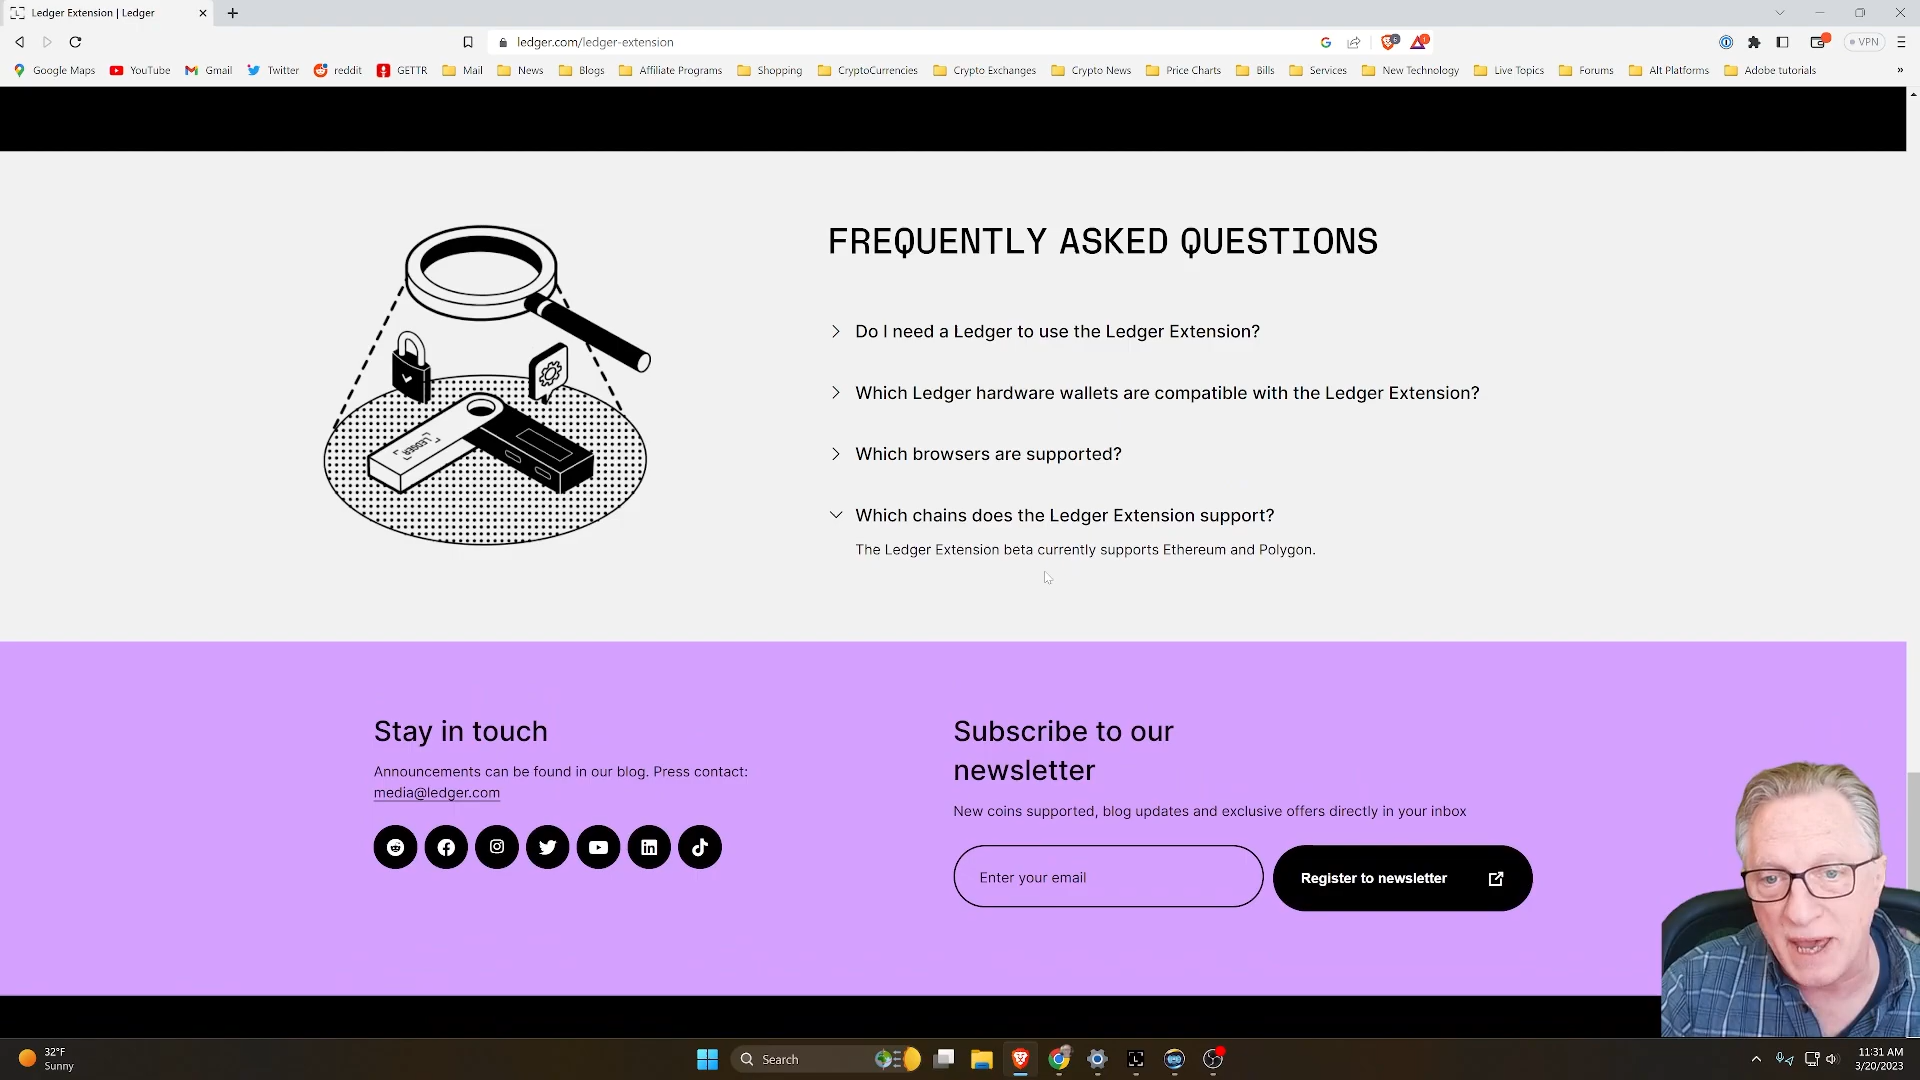 Ledger Extension | Ledger
ledger.com/ledger-extension
VPN
Google Maps YouTube Gmail Twitter reddit GETTR Mail News Blogs Affiliate Programs Shopping CryptoCurrencies Crypto Exchanges Crypto News Price Charts Bills Services New Technology Live Topics Forums Alt Platforms Adobe tutorials
FREQUENTLY ASKED QUESTIONS
Do I need a Ledger to use the Ledger Extension?
Which Ledger hardware wallets are compatible with the Ledger Extension?
Which browsers are supported?
Which chains does the Ledger Extension support?
The Ledger Extension beta currently supports Ethereum and Polygon.
LEDGER
Stay in touch
Announcements can be found in our blog. Press contact:
media@ledger.com
Subscribe to our
newsletter
New coins supported, blog updates and exclusive offers directly in your inbox
Enter your email
Register to newsletter
32°F
Sunny
Search
11:31 AM
3/20/2023